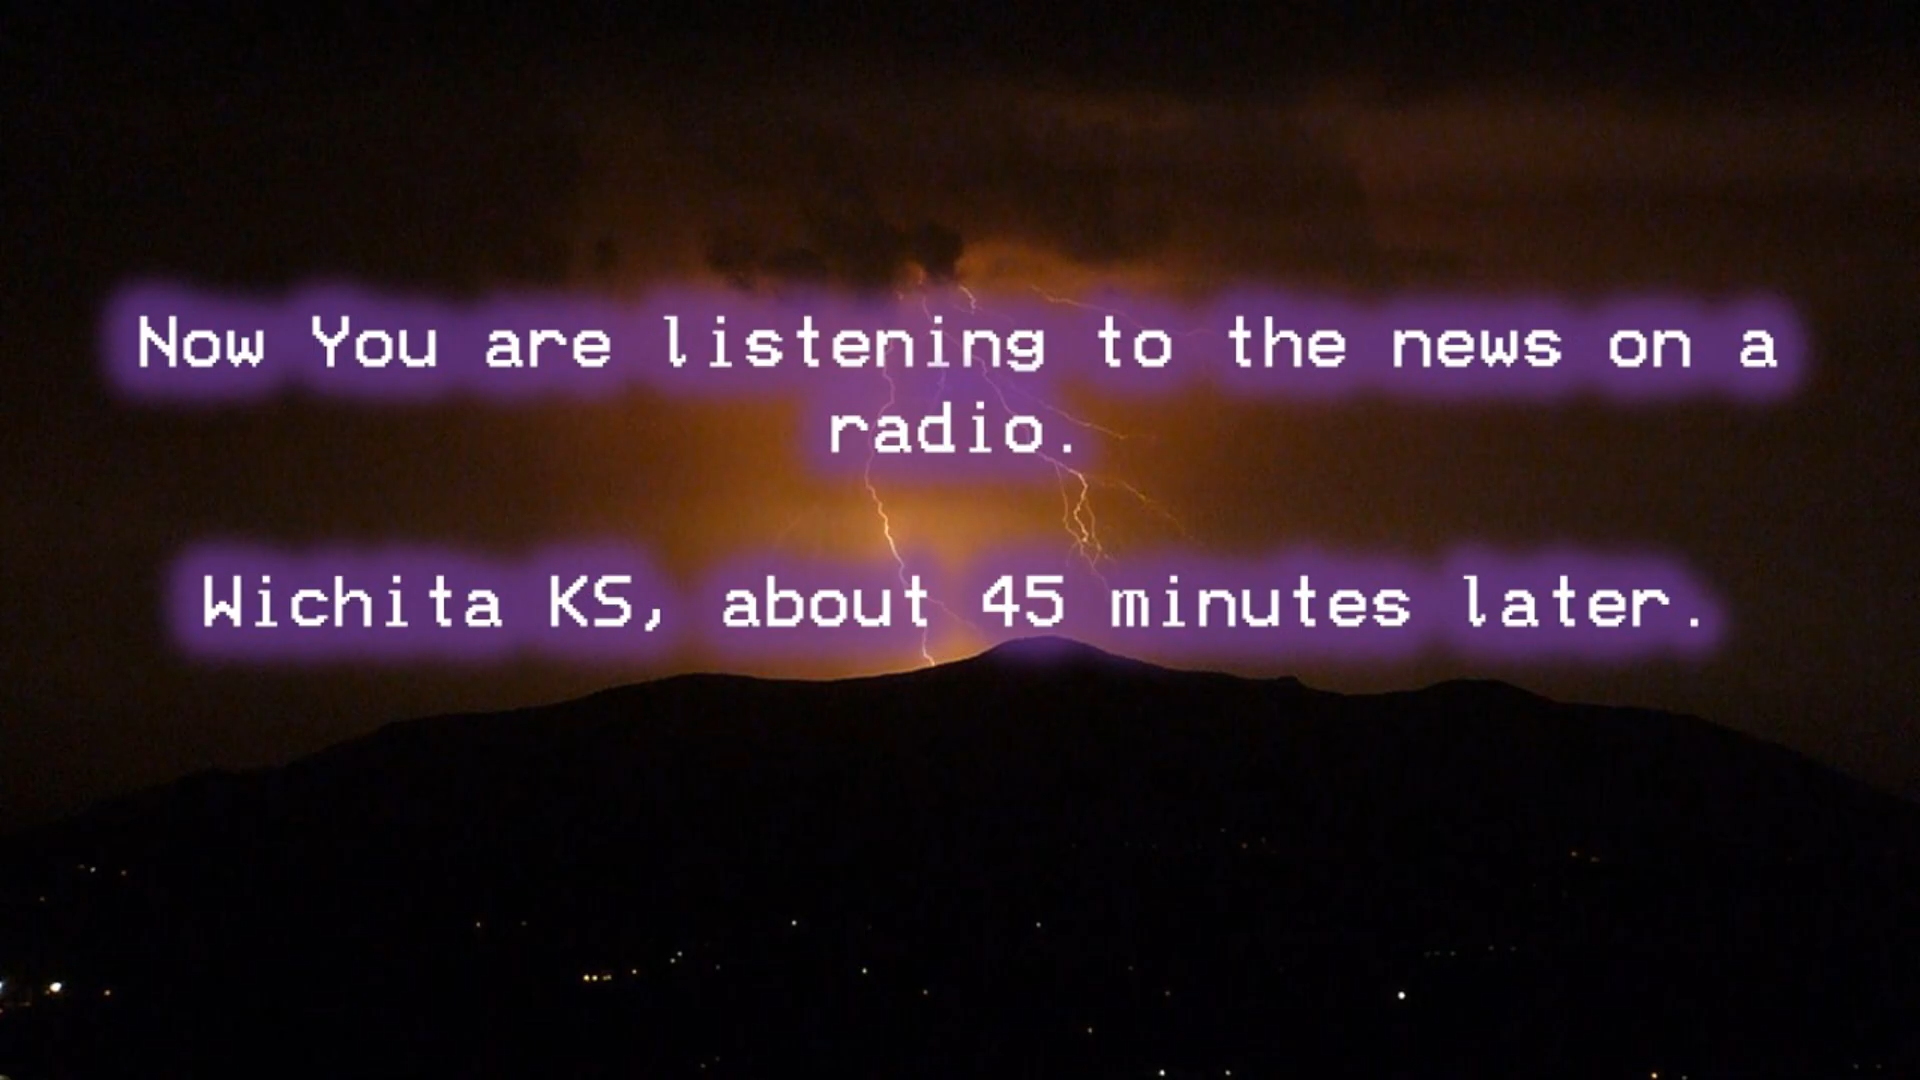 Now You are listening to the news on a
radio.
Wichita KS, about 45 minutes later.